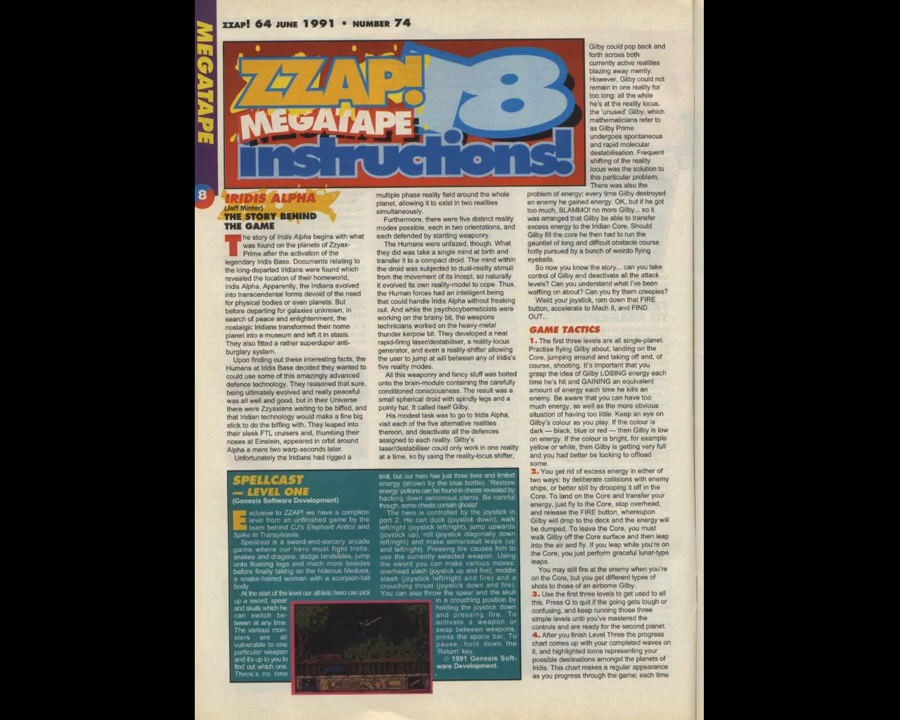 ZZAP! 64 JUNE 1991 • NUMBER 74
MEGATAPE
8
ZZAP!
MEGATAPE
18
instructions!
IRIDIS ALPHA
(Jeff Minter)
THE STORY BEHIND
THE GAME
The story of Iridis Alpha begins with what
was found on the planets of Zzyax-
Prime after the activation of the
legendary Iridis Base. Documents relating to
the long-departed Iridians were found which
revealed the location of their homeworld,
Iridis Alpha. Apparently, the Iridians evolved
into transcendental forms devoid of the need
for physical bodies or even planets. But
before departing for galaxies unknown, in
search of peace and enlightenment, the
nostalgic Iridians transformed their home
planet into a museum and left it in stasis.
They also fitted a rather superduper anti-
burglary system.
Upon finding out these interesting facts, the
Humans at Iridis Base decided they wanted to
could use of some of this amazingly advanced
defence technology. They reasoned that sure,
being ultimately evolved and really peaceful
was all well and good, but in their Universe
there were Zzyaxians waiting to be biffed, and
that Iridian technology would make a fine big
stick to do the biffing with. They leaped into
their sleek FTL cruisers and, thumbing their
noses at Einstein, appeared in orbit around
Alpha a mere two warp-seconds later.
Unfortunately the Iridians had rigged a
multiple phase reality field around the whole
planet, allowing it to exist in two realities
simultaneously.
Furthermore, there were five distinct reality
modes possible, each in two orientations, and
each defended by startling weaponry.
The Humans were unfazed, though. What
they did was take a single mind at birth and
transfer it to a compact droid. The mind within
the droid was subjected to dual-reality stimuli
from the movement of its incept, so naturally
it evolved its own reality-model to cope. Thus,
the Human forces had an intelligent being
that could handle Iridis Alpha without freaking
out. And while the psychocyberneticists were
working on the brainy bit, the weapons
technicians worked on the heavy-metal
thunder kerpow bit. They developed a neat
rapid-firing laser/destabiliser, a reality-locus
generator, and even a reality-shifter allowing
the user to jump at will between any of Iridis's
five reality modes.
All this weaponry and fancy stuff was bolted
onto the brain-module containing the carefully
conditioned consciousness. The result was a
small spherical droid with spindly legs and a
pointy hat. It called itself Gilby.
His modest task was to go to Iridis Alpha,
visit each of the five alternative realities
thereon, and deactivate all the defences
assigned to each reality. Gilby's
laser/destabiliser could only work in one reality
at a time, so by using the reality-locus shifter,
Gilby could pop back and
forth across both
currently active realities
blazing away merrily.
However, Gilby could not
remain in one reality for
too long: all the while
he's at the reality locus,
the 'unused' Gilby, which
mathematicians refer to
as Gilby Prime
undergoes spontaneous
and rapid molecular
destabilisation. Frequent
shifting of the reality
locus was the solution to
this particular problem.
There was also the
problem of energy; every time Gilby destroyed
an enemy he gained energy. OK, but if he got
too much, BLAMMO! no more Gilby... so it
was arranged that Gilby be able to transfer
excess energy to the Iridian Core. Should
Gilby fill the core he then had to run the
gauntlet of long and difficult obstacle course
hotly pursued by a bunch of weirdo flying
eyeballs.
So now you know the story... can you take
control of Gilby and deactivate all the attack
levels? Can you understand what I've been
waffling on about? Can you fry them creepies?
Wield your joystick, ram down that FIRE
button, accelerate to Mach 8, and FIND
OUT...
GAME TACTICS
1. The first three levels are all single-planet.
Practise flying Gilby about, landing on the
Core, jumping around and taking off and, of
course, shooting. It's important that you
grasp the idea of Gilby LOSING energy each
time he's hit and GAINING an equivalent
amount of energy each time he kills an
enemy. Be aware that you can have too
much energy, as well as the more obvious
situation of having too little. Keep an eye on
Gilby's colour as you play. If the colour is
dark — black, blue or red — then Gilby is low
on energy. If the colour is bright, for example
yellow or white, then Gilby is getting very full
and you had better be looking to offload
some.
2. You get rid of excess energy in either of
two ways: by deliberate collisions with enemy
ships, or better still by drooping it off in the
Core. To land on the Core and transfer your
energy, just fly to the Core, stop overhead,
and release the FIRE button, whereupon
Gilby will drop to the deck and the energy will
be dumped. To leave the Core, you must
walk Gilby off the Core surface and then leap
into the air and fly. If you leap while you're on
the Core, you just perform graceful lunar-type
leaps.
You may still fire at the enemy when you're
on the Core, but you get different types of
shots to those of an airborne Gilby.
3. Use the first three levels to get used to all
this. Press Q to quit if the going gets tough or
confusing, and keep running those three
simple levels until you've mastered the
controls and are ready for the second planet.
4. After you finish Level Three the progress
chart comes up with your completed waves on
it, and highlighted icons representing your
possible destinations amongst the planets of
Iridis. This chart makes a regular appearance
as you progress through the game; each time
SPELLCAST
— LEVEL ONE
(Genesis Software Development)
Exclusive to ZZAP! we have a complete
level from an unfinished game by the
team behind CJ's Elephant Antics and
Spike in Transylvania.
Spellcast is a sword-and-sorcery arcade
game where our hero must fight trolls,
snakes and dragons, dodge landslides, jump
onto floating logs and much more besides
before finally taking on the hideous Medusa,
a snake-haired woman with a scorpion-tail
body.
At the start of the level our athletic hero can pick
up a sword, spear
and skulls which he
can switch be-
tween at any time.
The various mon-
sters are all
vulnerable to one
particular weapon
and it's up to you to
find out which one.
There's no time
limit, but our hero has just three lives and limited
energy (shown by the blue bottle). 'Restore
energy' potions can be found in chests revealed by
hacking down venomous plants. Be careful
though, some chests contain ghosts!
The hero is controlled by the joystick in
port 2. He can duck (joystick down), walk
left/right (joystick left/right), jump upwards
(joystick up), roll (joystick diagonally down
left/right) and make somersault leaps (up
and left/right). Pressing fire causes him to
use the currently selected weapon. Using
the sword you can make various moves:
overhead slash (joystick up and fire), middle
slash (joystick left/right and fire) and a
crouching thrust (joystick down and fire).
You can also throw the spear and the skull
in a crouching position by
holding the joystick down
and pressing fire. To
activate a weapon or
swap between weapons,
press the space bar. To
pause, hold down the
'Return' key.
© 1991 Genesis Soft-
ware Development.